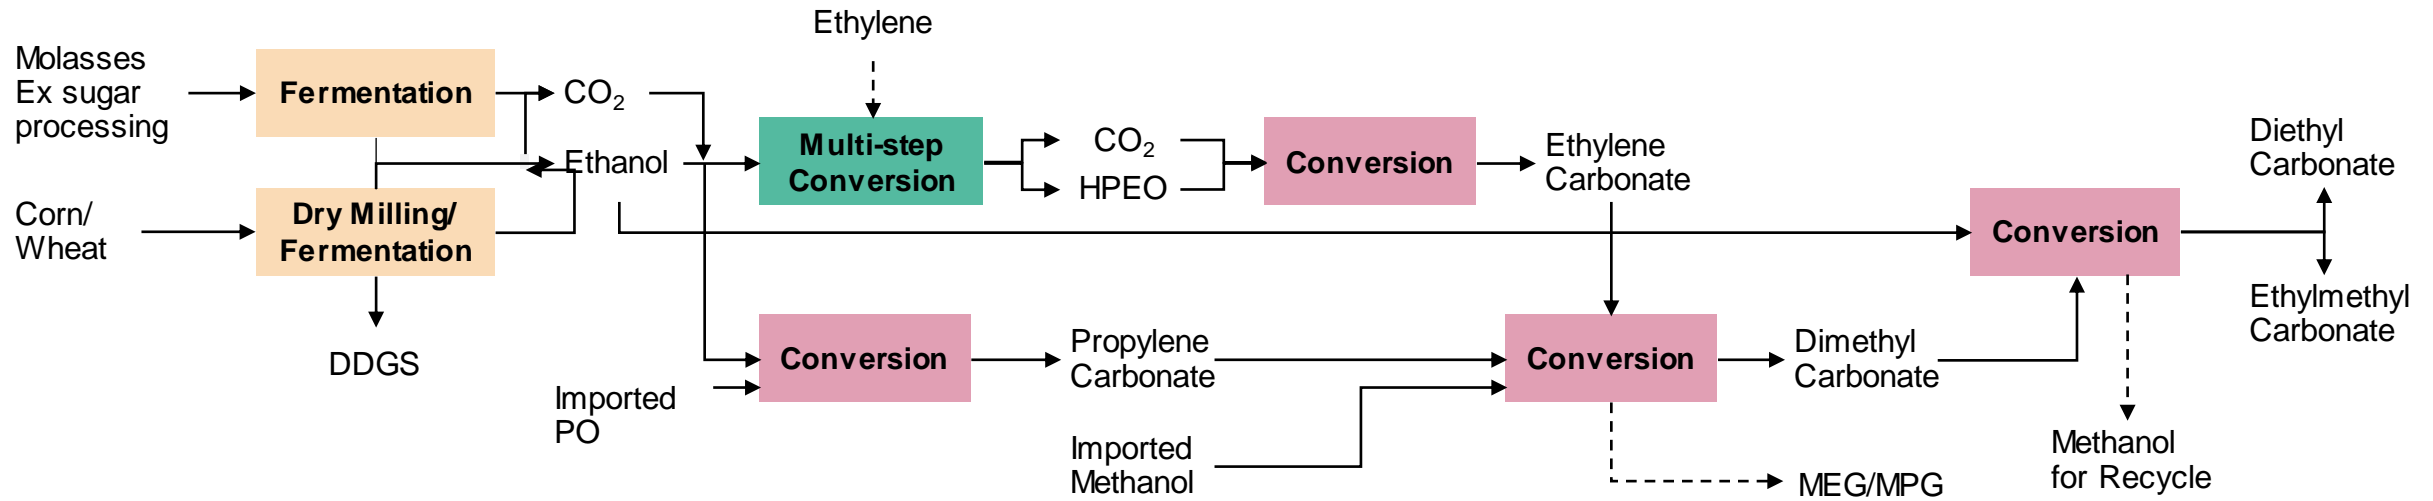 Ethylene
Molasses
Ex sugar
processing
Fermentation
CO₂
Ethanol
Multi-step
Conversion
CO₂
HPEO
Conversion
Ethylene
Carbonate
Diethyl
Carbonate
Corn/
Wheat
Dry Milling/
Fermentation
Conversion
Ethylmethyl
Carbonate
DDGS
Imported
PO
Conversion
Propylene
Carbonate
Imported
Methanol
Conversion
Dimethyl
Carbonate
MEG/MPG
Methanol
for Recycle